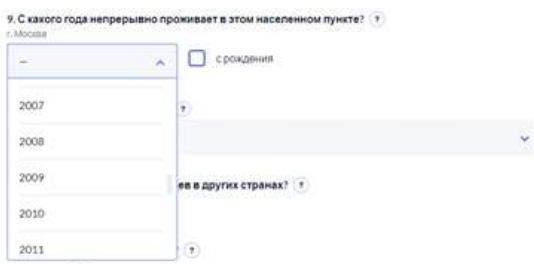 9. С какого года непрерывно проживает в этом населенном пункте? ?
г. Москва
– с рождения
2007
?
2008
2009
ев в других странах? ?
2010
2011
?